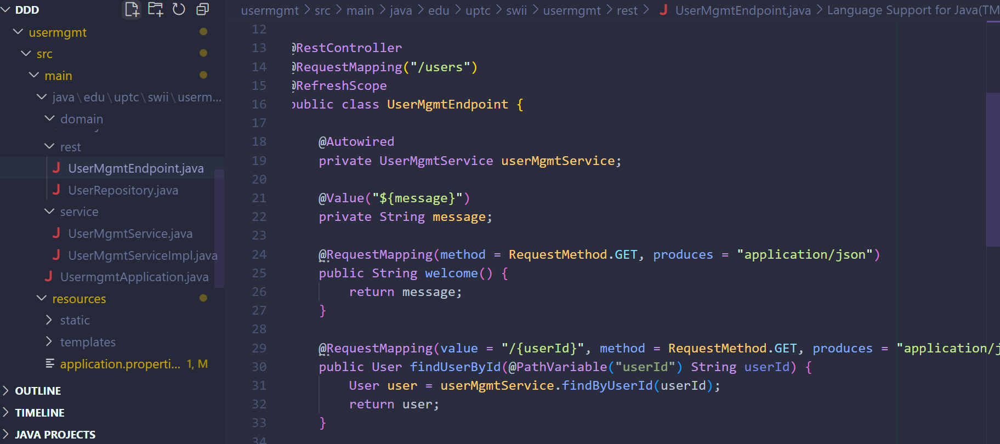 DDD
usermgmt
src
main
java\edu\uptc\swii\userm...
domain
rest
UserMgmtEndpoint.java
UserRepository.java
service
UserMgmtService.java
UserMgmtServiceImpl.java
UsermgmtApplication.java
resources
static
templates
application.properti... 1, M
OUTLINE
TIMELINE
JAVA PROJECTS
usermgmt > src > main > java > edu > uptc > swii > usermgmt > rest > J UserMgmtEndpoint.java > Language Support for Java(TM
12
13 @RestController
14 @RequestMapping("/users")
15 @RefreshScope
16 public class UserMgmtEndpoint {
17
18 @Autowired
19 private UserMgmtService userMgmtService;
20
21 @Value("${message}")
22 private String message;
23
24 @RequestMapping(method = RequestMethod.GET, produces = "application/json")
25 public String welcome() {
26 return message;
27 }
28
29 @RequestMapping(value = "/{userId}", method = RequestMethod.GET, produces = "application/j
30 public User findUserById(@PathVariable("userId") String userId) {
31 User user = userMgmtService.findByUserId(userId);
32 return user;
33 }
34